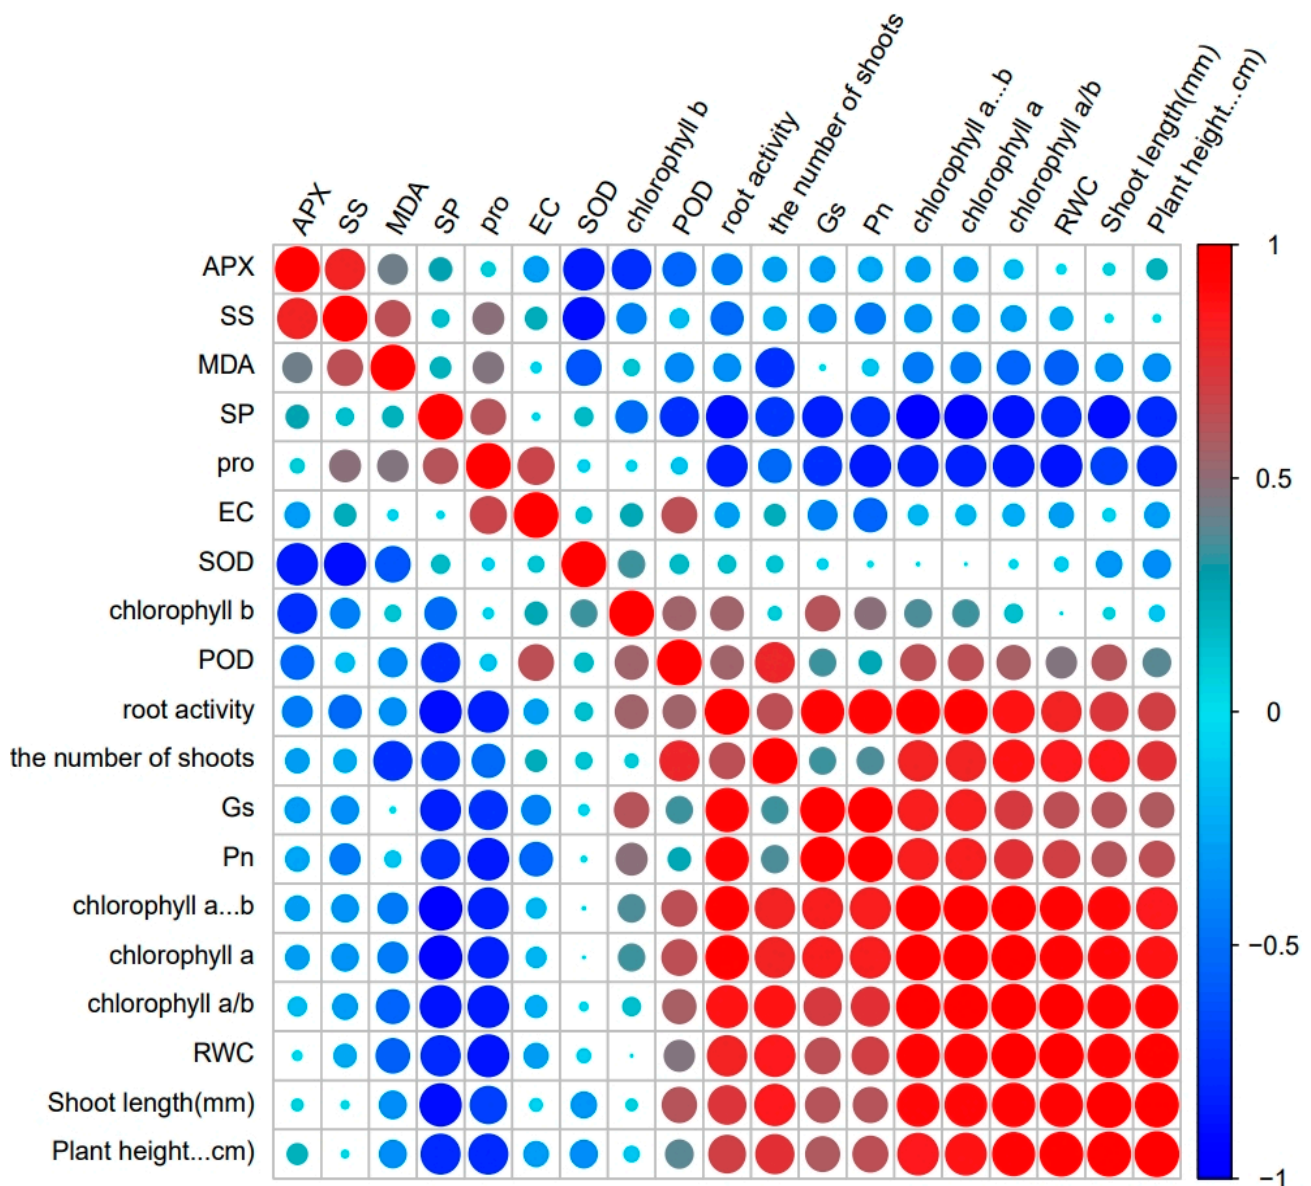 APX
SS
MDA
SP
pro
EC
SOD
chlorophyll b
POD
root activity
the number of shoots
Gs
Pn
chlorophyll a...b
chlorophyll a
chlorophyll a/b
RWC
Shoot length(mm)
Plant height...cm)
APX
SS
MDA
SP
pro
EC
SOD
chlorophyll b
POD
root activity
the number of shoots
Gs
Pn
chlorophyll a...b
chlorophyll a
chlorophyll a/b
RWC
Shoot length(mm)
Plant height...cm)
1
0.5
0
−0.5
−1